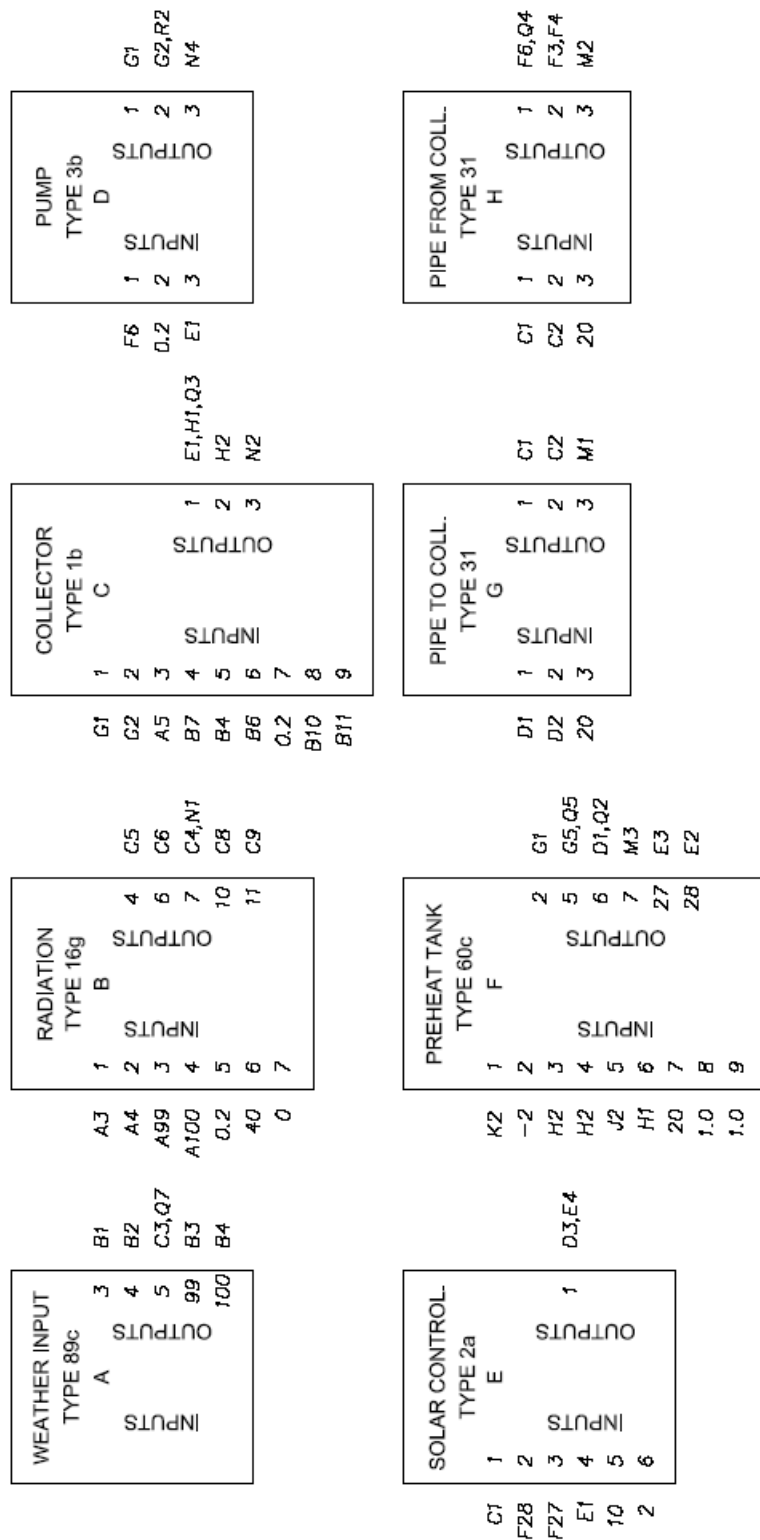 WEATHER INPUT
TYPE 89c
A
INPUTS
OUTPUTS
3 B1
4 B2
5 C3,Q7
99 B3
100 B4
RADIATION
TYPE 16g
B
INPUTS
OUTPUTS
A3 1
A4 2
A99 3
A100 4
0.2 5
40 6
0 7
4 C5
6 C6
7 C4,N1
10 C8
11 C9
COLLECTOR
TYPE 1b
C
INPUTS
OUTPUTS
G1 1
G2 2
A5 3
B7 4
B4 5
B6 6
0.2 7
B10 8
B11 9
1 E1,H1,Q3
2 H2
3 N2
PUMP
TYPE 3b
D
INPUTS
OUTPUTS
F6 1
D.2 2
E1 3
1 G1
2 G2,R2
3 N4
SOLAR CONTROL.
TYPE 2a
E
INPUTS
OUTPUTS
C1 1
F28 2
F27 3
E1 4
10 5
2 6
1 D3,E4
PREHEAT TANK
TYPE 60c
F
INPUTS
OUTPUTS
K2 1
-2 2
H2 3
H2 4
J2 5
H1 6
20 7
1.0 8
1.0 9
2 G1
5 G5,Q5
6 D1,Q2
7 M3
27 E3
28 E2
PIPE TO COLL.
TYPE 31
G
INPUTS
OUTPUTS
D1 1
D2 2
20 3
1 C1
2 C2
3 M1
PIPE FROM COLL.
TYPE 31
H
INPUTS
OUTPUTS
C1 1
C2 2
20 3
1 F6,Q4
2 F3,F4
3 M2